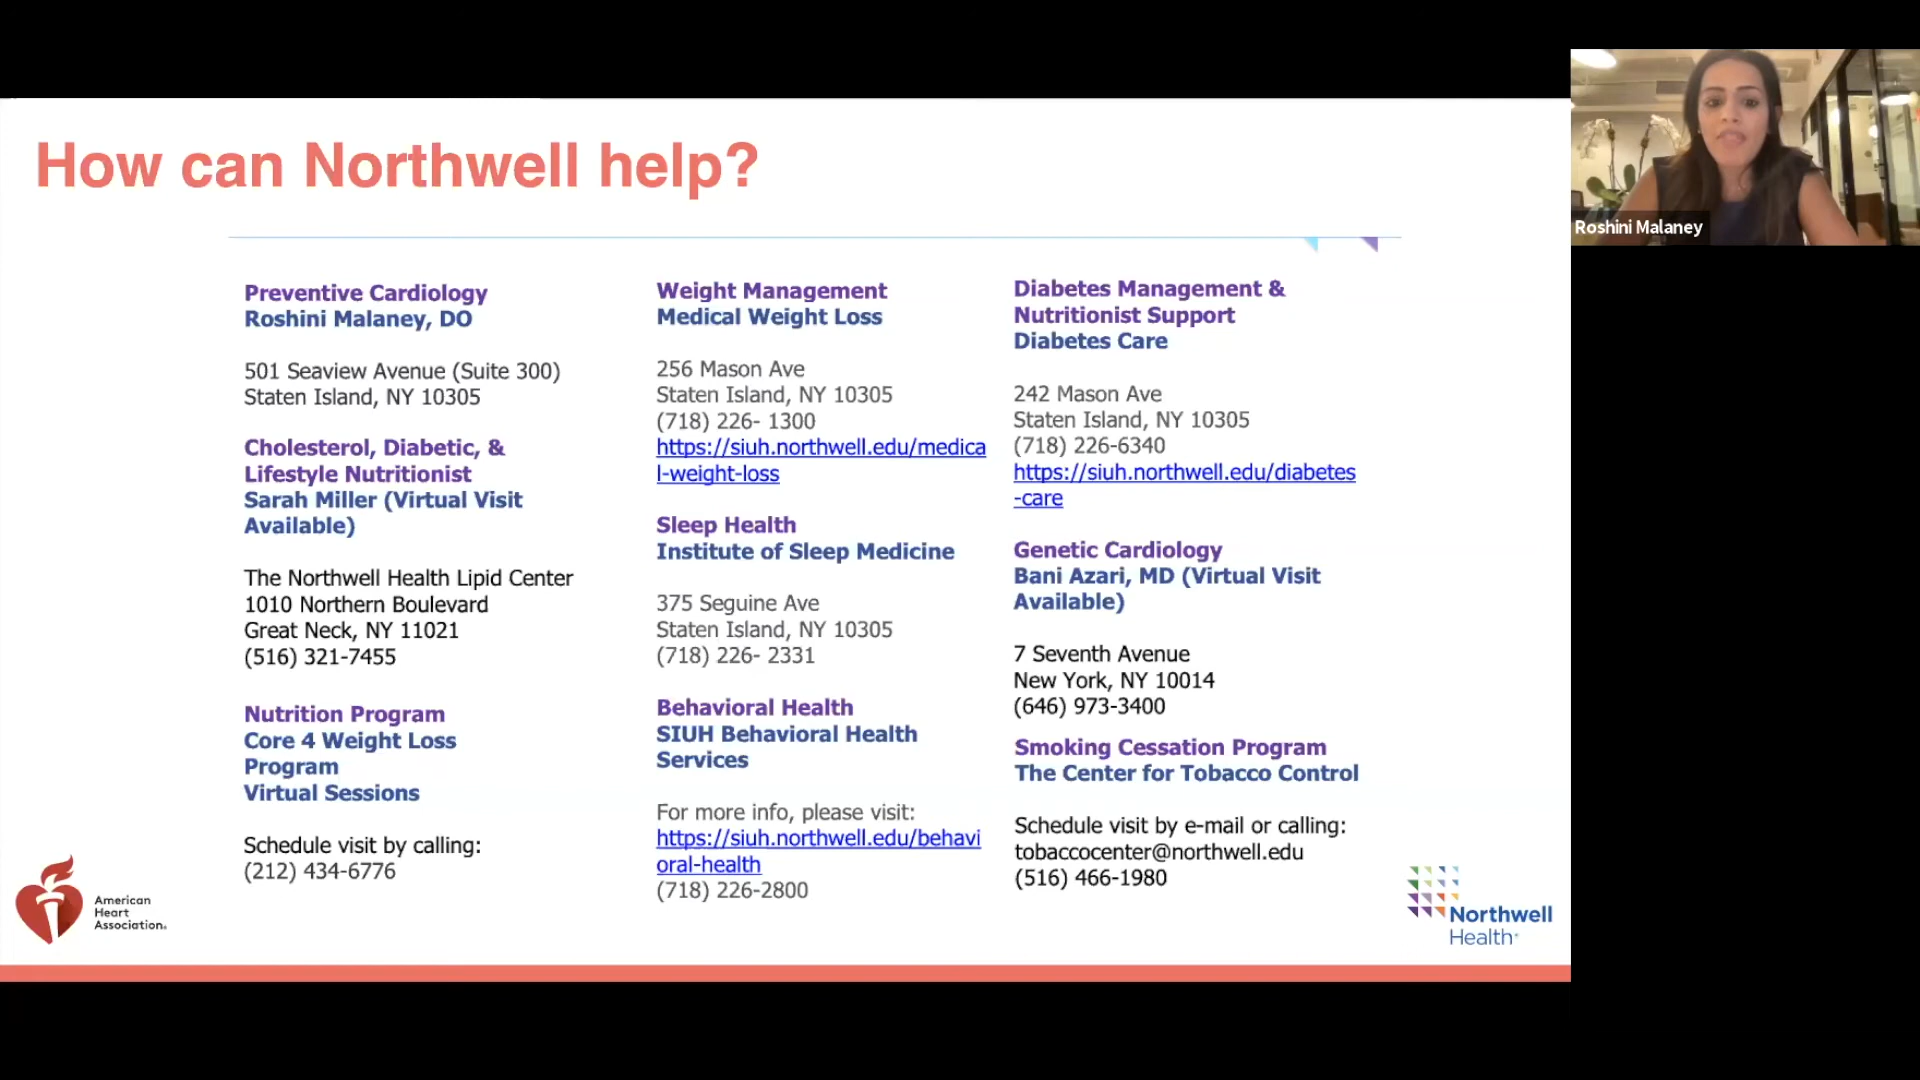 How can Northwell help?
Preventive Cardiology
Roshini Malaney, DO
501 Seaview Avenue (Suite 300)
Staten Island, NY 10305
Cholesterol, Diabetic, &
Lifestyle Nutritionist
Sarah Miller (Virtual Visit
Available)
The Northwell Health Lipid Center
1010 Northern Boulevard
Great Neck, NY 11021
(516) 321-7455
Nutrition Program
Core 4 Weight Loss
Program
Virtual Sessions
Schedule visit by calling:
(212) 434-6776
Weight Management
Medical Weight Loss
256 Mason Ave
Staten Island, NY 10305
(718) 226- 1300
https://siuh.northwell.edu/medica
l-weight-loss
Sleep Health
Institute of Sleep Medicine
375 Seguine Ave
Staten Island, NY 10305
(718) 226- 2331
Behavioral Health
SIUH Behavioral Health
Services
For more info, please visit:
https://siuh.northwell.edu/behavi
oral-health
(718) 226-2800
Diabetes Management &
Nutritionist Support
Diabetes Care
242 Mason Ave
Staten Island, NY 10305
(718) 226-6340
https://siuh.northwell.edu/diabetes
-care
Genetic Cardiology
Bani Azari, MD (Virtual Visit
Available)
7 Seventh Avenue
New York, NY 10014
(646) 973-3400
Smoking Cessation Program
The Center for Tobacco Control
Schedule visit by e-mail or calling:
tobaccocenter@northwell.edu
(516) 466-1980
American
Heart
Association.
Northwell
Health
Roshini Malaney